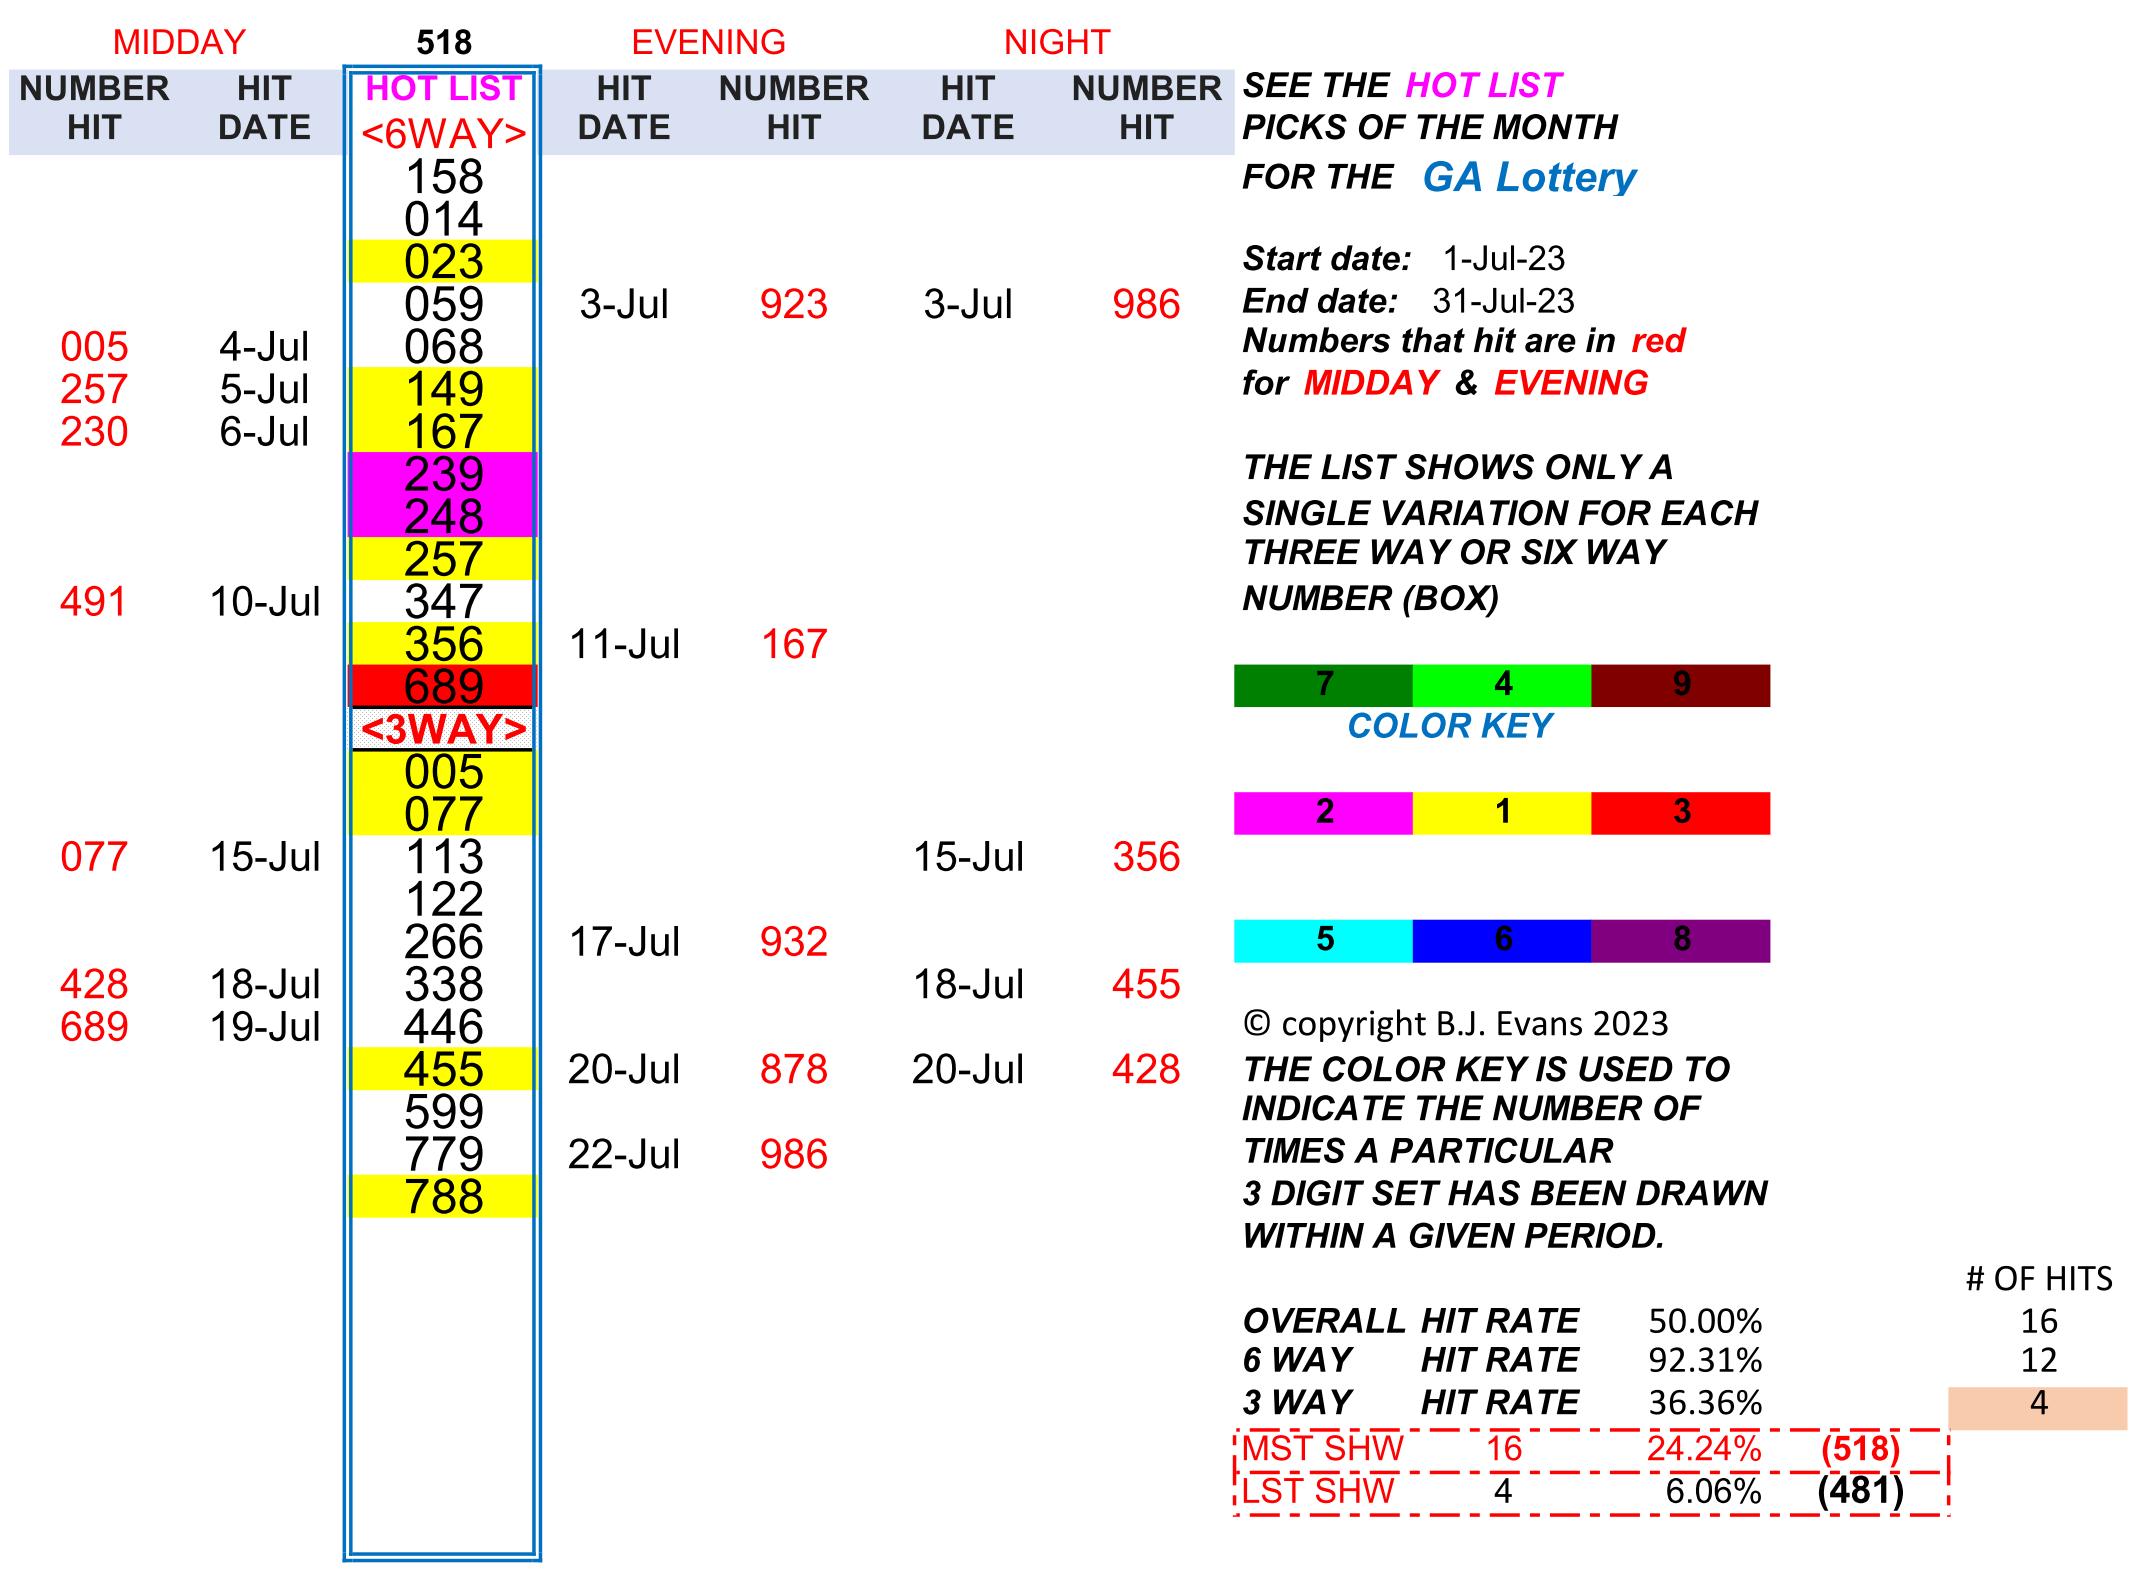 MIDDAY 518 EVENING NIGHT
NUMBER HIT HOT LIST HIT NUMBER HIT NUMBER SEE THE HOT LIST
HIT DATE <6WAY> DATE HIT DATE HIT PICKS OF THE MONTH
158 FOR THE GA Lottery
014
023 Start date: 1-Jul-23
059 3-Jul 923 3-Jul 986 End date: 31-Jul-23
005 4-Jul 068 Numbers that hit are in red
257 5-Jul 149 for MIDDAY & EVENING
230 6-Jul 167
239 THE LIST SHOWS ONLY A
248 SINGLE VARIATION FOR EACH
257 THREE WAY OR SIX WAY
491 10-Jul 347 NUMBER (BOX)
356 11-Jul 167
689 7 4 9
<3WAY> COLOR KEY
005
077 2 1 3
077 15-Jul 113 15-Jul 356
122
266 17-Jul 932 5 6 8
428 18-Jul 338 18-Jul 455
689 19-Jul 446 © copyright B.J. Evans 2023
455 20-Jul 878 20-Jul 428 THE COLOR KEY IS USED TO
599 INDICATE THE NUMBER OF
779 22-Jul 986 TIMES A PARTICULAR
788 3 DIGIT SET HAS BEEN DRAWN
WITHIN A GIVEN PERIOD.
# OF HITS
OVERALL HIT RATE 50.00% 16
6 WAY HIT RATE 92.31% 12
3 WAY HIT RATE 36.36% 4
MST SHW 16 24.24% (518)
LST SHW 4 6.06% (481)